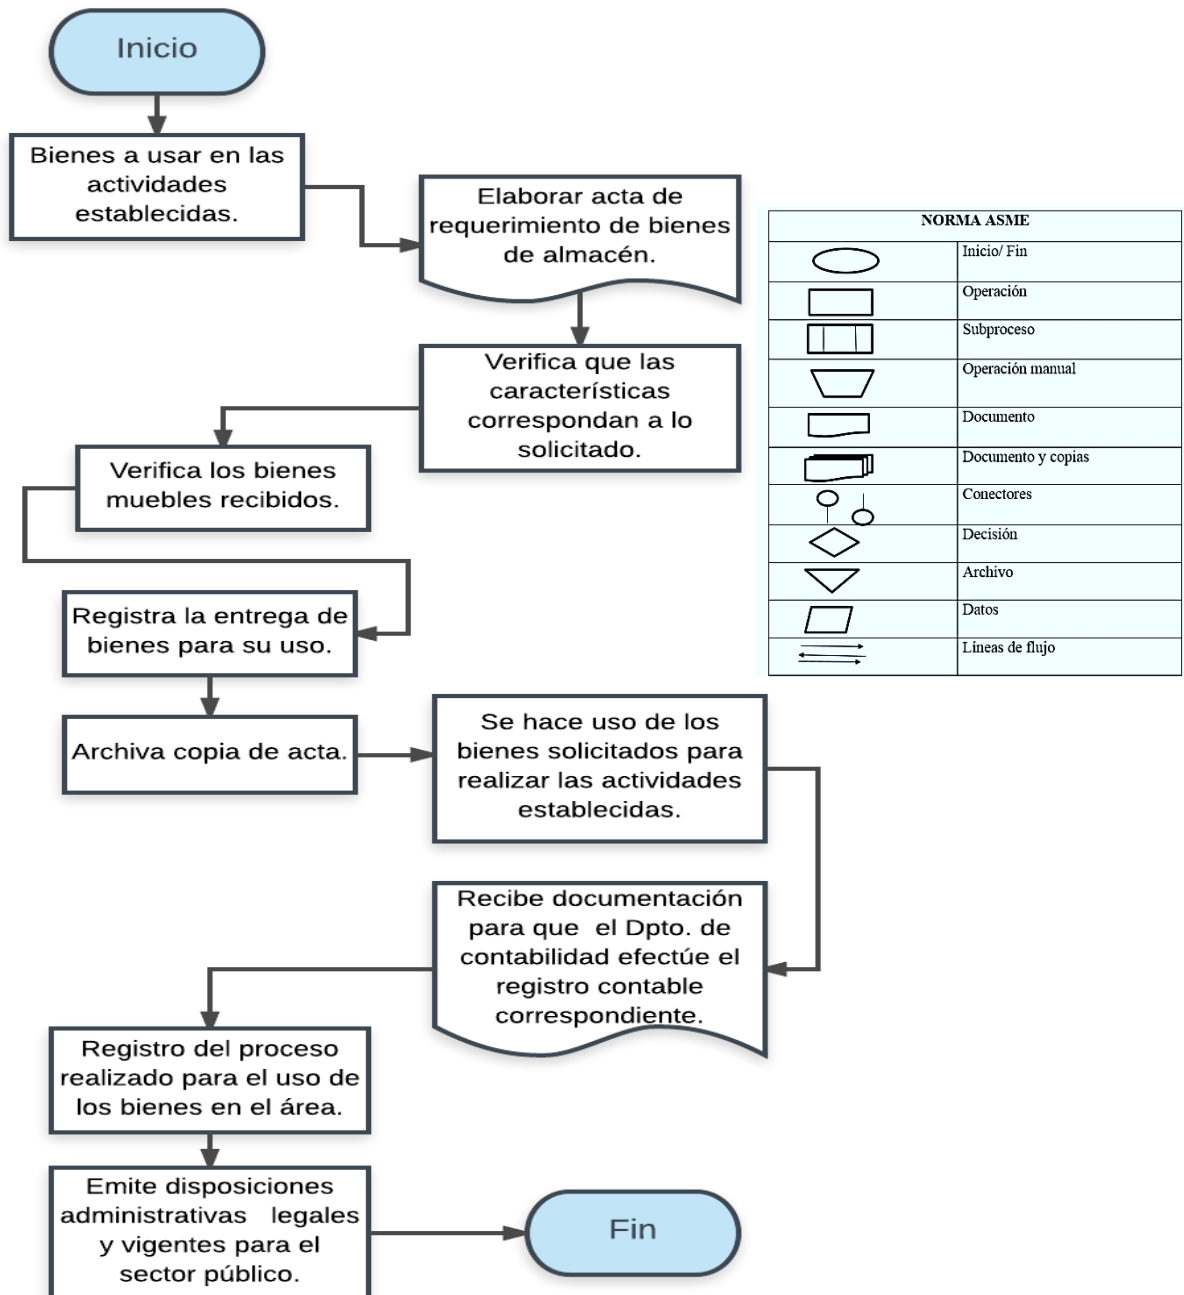 Inicio
Bienes a usar en las
actividades
establecidas.
Elaborar acta de
requerimiento de bienes
de almacén.
Verifica que las
características
correspondan a lo
solicitado.
Verifica los bienes
muebles recibidos.
Registra la entrega de
bienes para su uso.
Archiva copia de acta.
Se hace uso de los
bienes solicitados para
realizar las actividades
establecidas.
Recibe documentación
para que el Dpto. de
contabilidad efectúe el
registro contable
correspondiente.
Registro del proceso
realizado para el uso de
los bienes en el área.
Emite disposiciones
administrativas legales
y vigentes para el
sector público.
Fin
NORMA ASME
Inicio/ Fin
Operación
Subproceso
Operación manual
Documento
Documento y copias
Conectores
Decisión
Archivo
Datos
Líneas de flujo